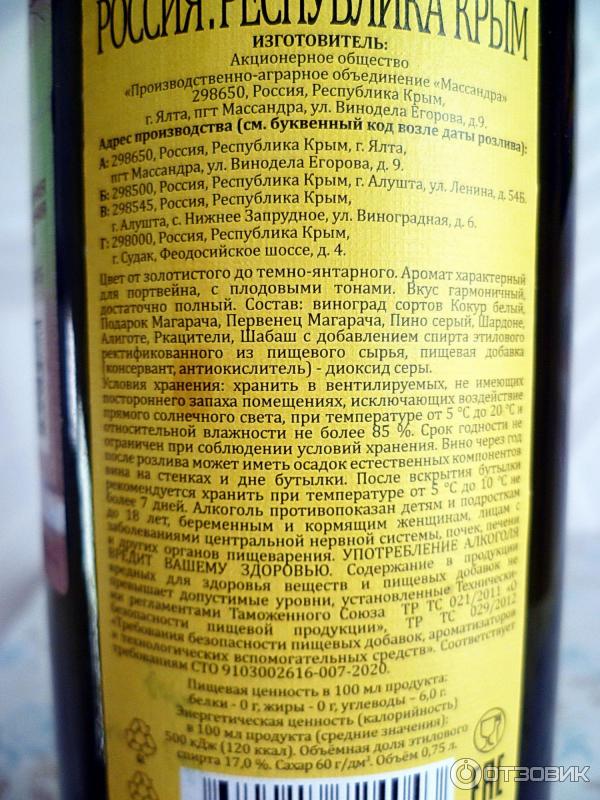 РОССИЯ. РЕСПУБЛИКА КРЫМ
ИЗГОТОВИТЕЛЬ:
Акционерное общество
«Производственно-аграрное объединение «Массандра»
298650, Россия, Республика Крым,
г. Ялта, пгт Массандра, ул. Винодела Егорова, д.9.
Адрес производства (см. буквенный код возле даты розлива):
А: 298650, Россия, Республика Крым, г. Ялта,
пгт Массандра, ул. Винодела Егорова, д. 9.
Б: 298500, Россия, Республика Крым, г. Алушта, ул. Ленина, д. 54Б.
В: 298545, Россия, Республика Крым,
г. Алушта, с. Нижнее Запрудное, ул. Виноградная, д. 6.
Г: 298000, Россия, Республика Крым,
г. Судак, Феодосийское шоссе, д. 4.
Цвет от золотистого до темно-янтарного. Аромат характерный
для портвейна, с плодовыми тонами. Вкус гармоничный,
достаточно полный. Состав: виноград сортов Кокур белый,
Подарок Магарача, Первенец Магарача, Пино серый, Шардоне,
Алиготе, Ркацители, Шабаш с добавлением спирта этилового
ректификованного из пищевого сырья, пищевая добавка
(консервант, антиокислитель) - диоксид серы.
Условия хранения: хранить в вентилируемых, не имеющих
постороннего запаха помещениях, исключающих воздействие
прямого солнечного света, при температуре от 5 °С до 20 °С и
относительной влажности не более 85 %. Срок годности не
ограничен при соблюдении условий хранения. Вино через год
после розлива может иметь осадок естественных компонентов
вина на стенках и дне бутылки. После вскрытия бутылки
рекомендуется хранить при температуре от 5 °С до 10 °С не
более 7 дней. Алкоголь противопоказан детям и подросткам
до 18 лет, беременным и кормящим женщинам, лицам с
заболеваниями центральной нервной системы, почек, печени
и других органов пищеварения. УПОТРЕБЛЕНИЕ АЛКОГОЛЯ
ВРЕДИТ ВАШЕМУ ЗДОРОВЬЮ. Содержание в продукции
вредных для здоровья веществ и пищевых добавок не
превышает допустимые уровни, установленные Технически-
ми регламентами Таможенного Союза ТР ТС 021/2011 «О
безопасности пищевой продукции», ТР ТС 029/2012
«Требования безопасности пищевых добавок, ароматизаторов
и технологических вспомогательных средств». Соответствует
требованиям СТО 9103002616-007-2020.
Пищевая ценность в 100 мл продукта:
белки - 0 г, жиры - 0 г, углеводы – 6,0 г.
Энергетическая ценность (калорийность)
в 100 мл продукта (средние значения):
500 кДж (120 ккал). Объёмная доля этилового
спирта 17,0 %. Сахар 60 г/дм³. Объём 0,75 л.
ЕАС
ОТЗОВИК